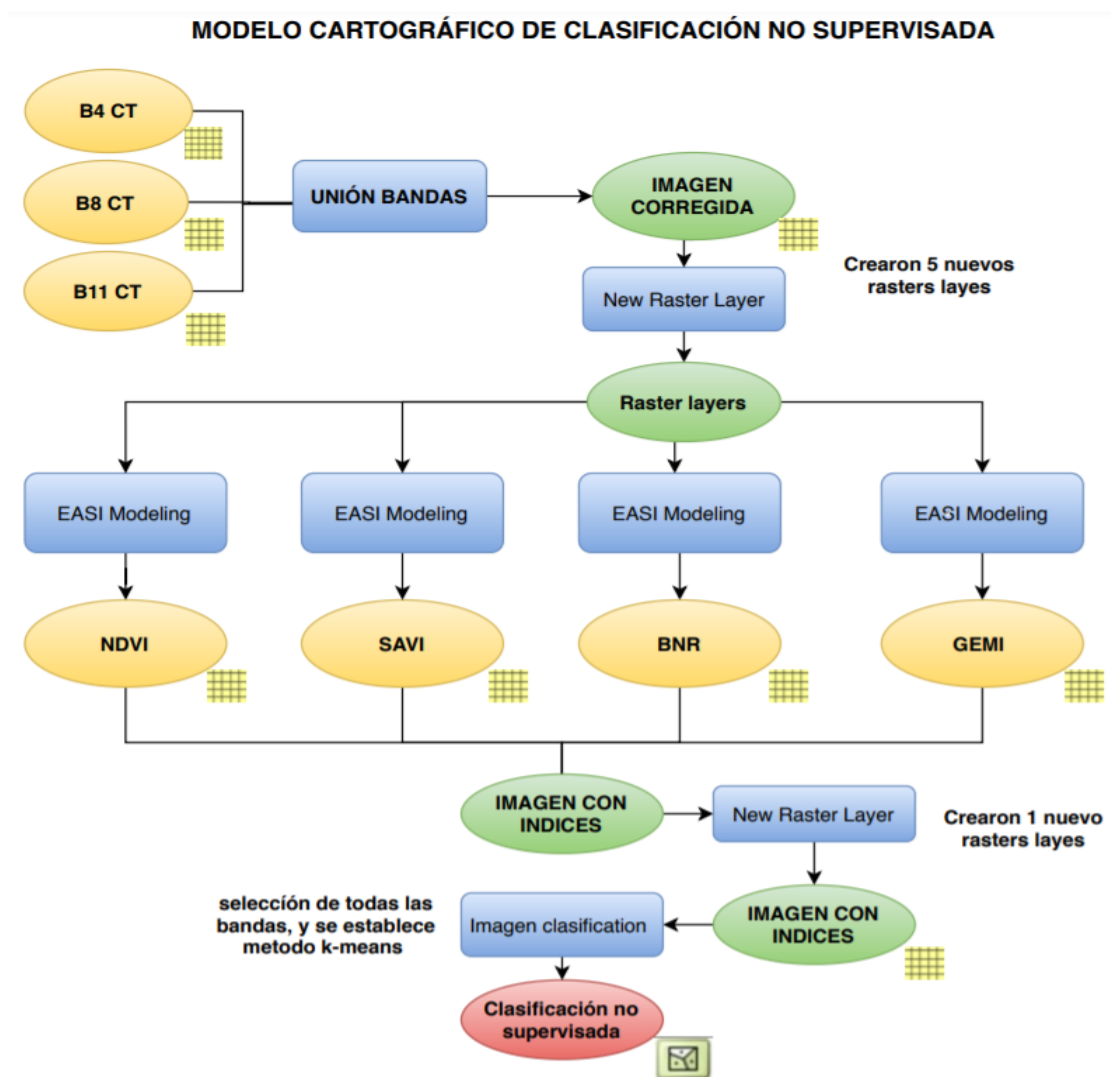 MODELO CARTOGRÁFICO DE CLASIFICACIÓN NO SUPERVISADA
B4 CT
B8 CT
B11 CT
UNIÓN BANDAS
IMAGEN
CORREGIDA
Crearon 5 nuevos
rasters layes
New Raster Layer
Raster layers
EASI Modeling
EASI Modeling
EASI Modeling
EASI Modeling
NDVI
SAVI
BNR
GEMI
IMAGEN CON
INDICES
New Raster Layer
Crearon 1 nuevo
rasters layes
selección de todas las
bandas, y se establece
metodo k-means
Imagen clasification
IMAGEN CON
INDICES
Clasificación no
supervisada